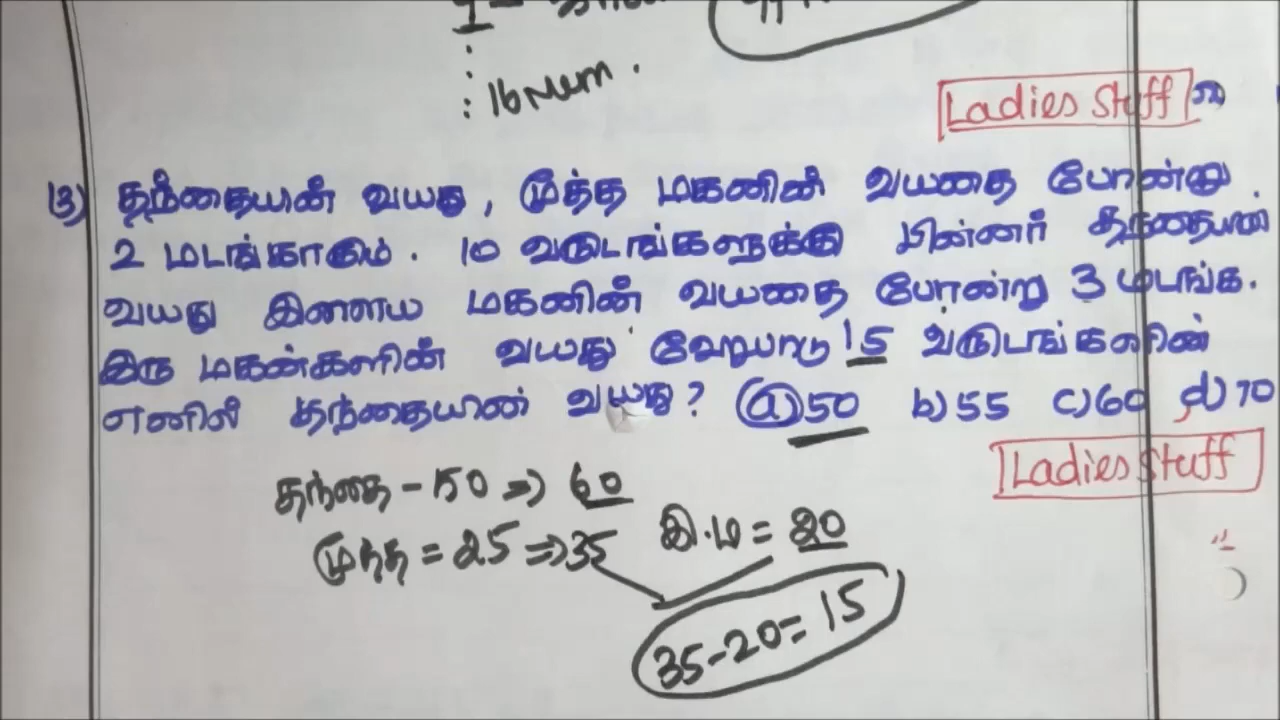 : 16 Num.
Ladies Stuff
13) தந்தையின் வயது, மூத்த மகனின் வயதை போன்று
2 மடங்காகும். 10 வருடங்களுக்கு பின்னர் தந்தையின்
வயது இளைய மகனின் வயதை போன்று 3 மடங்கு.
இரு மகன்களின் வயது வேறுபாடு 15 வருடங்களின்
எனில் தந்தையின் வயது? a) 50 b) 55 c) 60 d) 70
Ladies Stuff
தந்தை - 50 => 60
மூத்த = 25 => 35 இ.ம = 20
35-20= 15